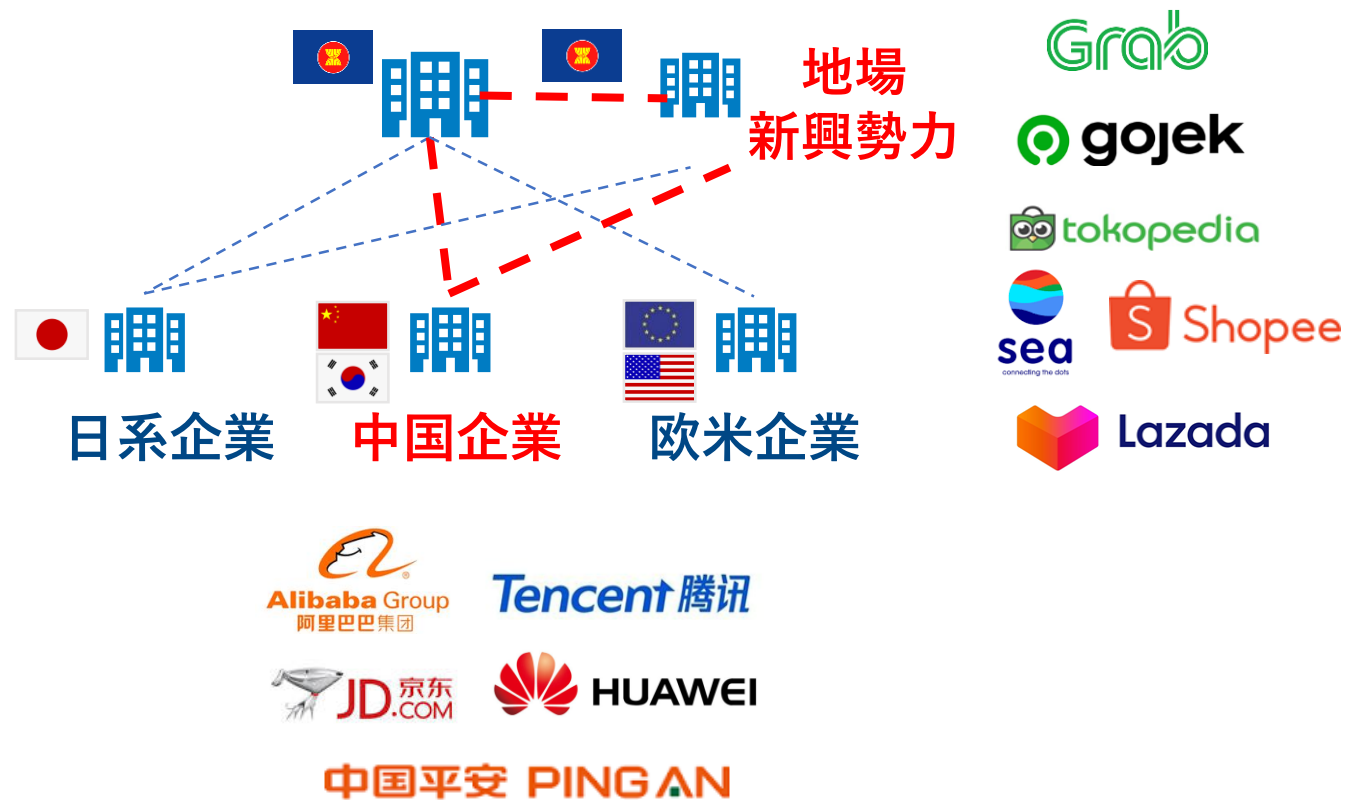 地場
新興勢力
Grab
gojek
tokopedia
sea
connecting the dots
S
Shopee
Lazada
日系企業
中国企業
欧米企業
Alibaba Group
阿里巴巴集团
Tencent 腾讯
JD.COM 京东
HUAWEI
中国平安 PING AN